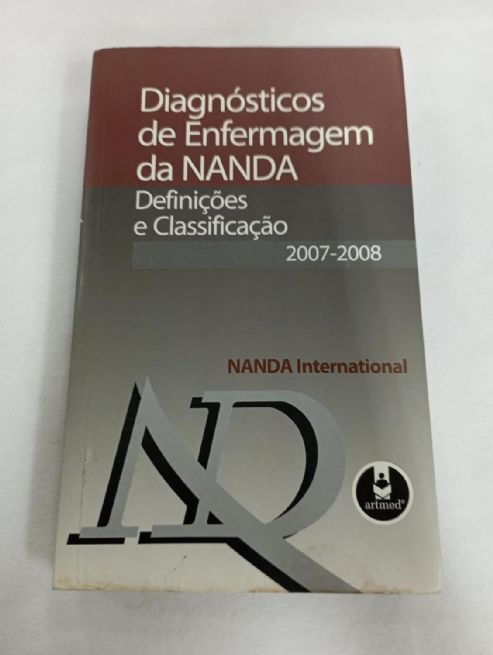 Diagnósticos
de Enfermagem
da NANDA
Definições
e Classificação
2007-2008
NANDA International
artmed®